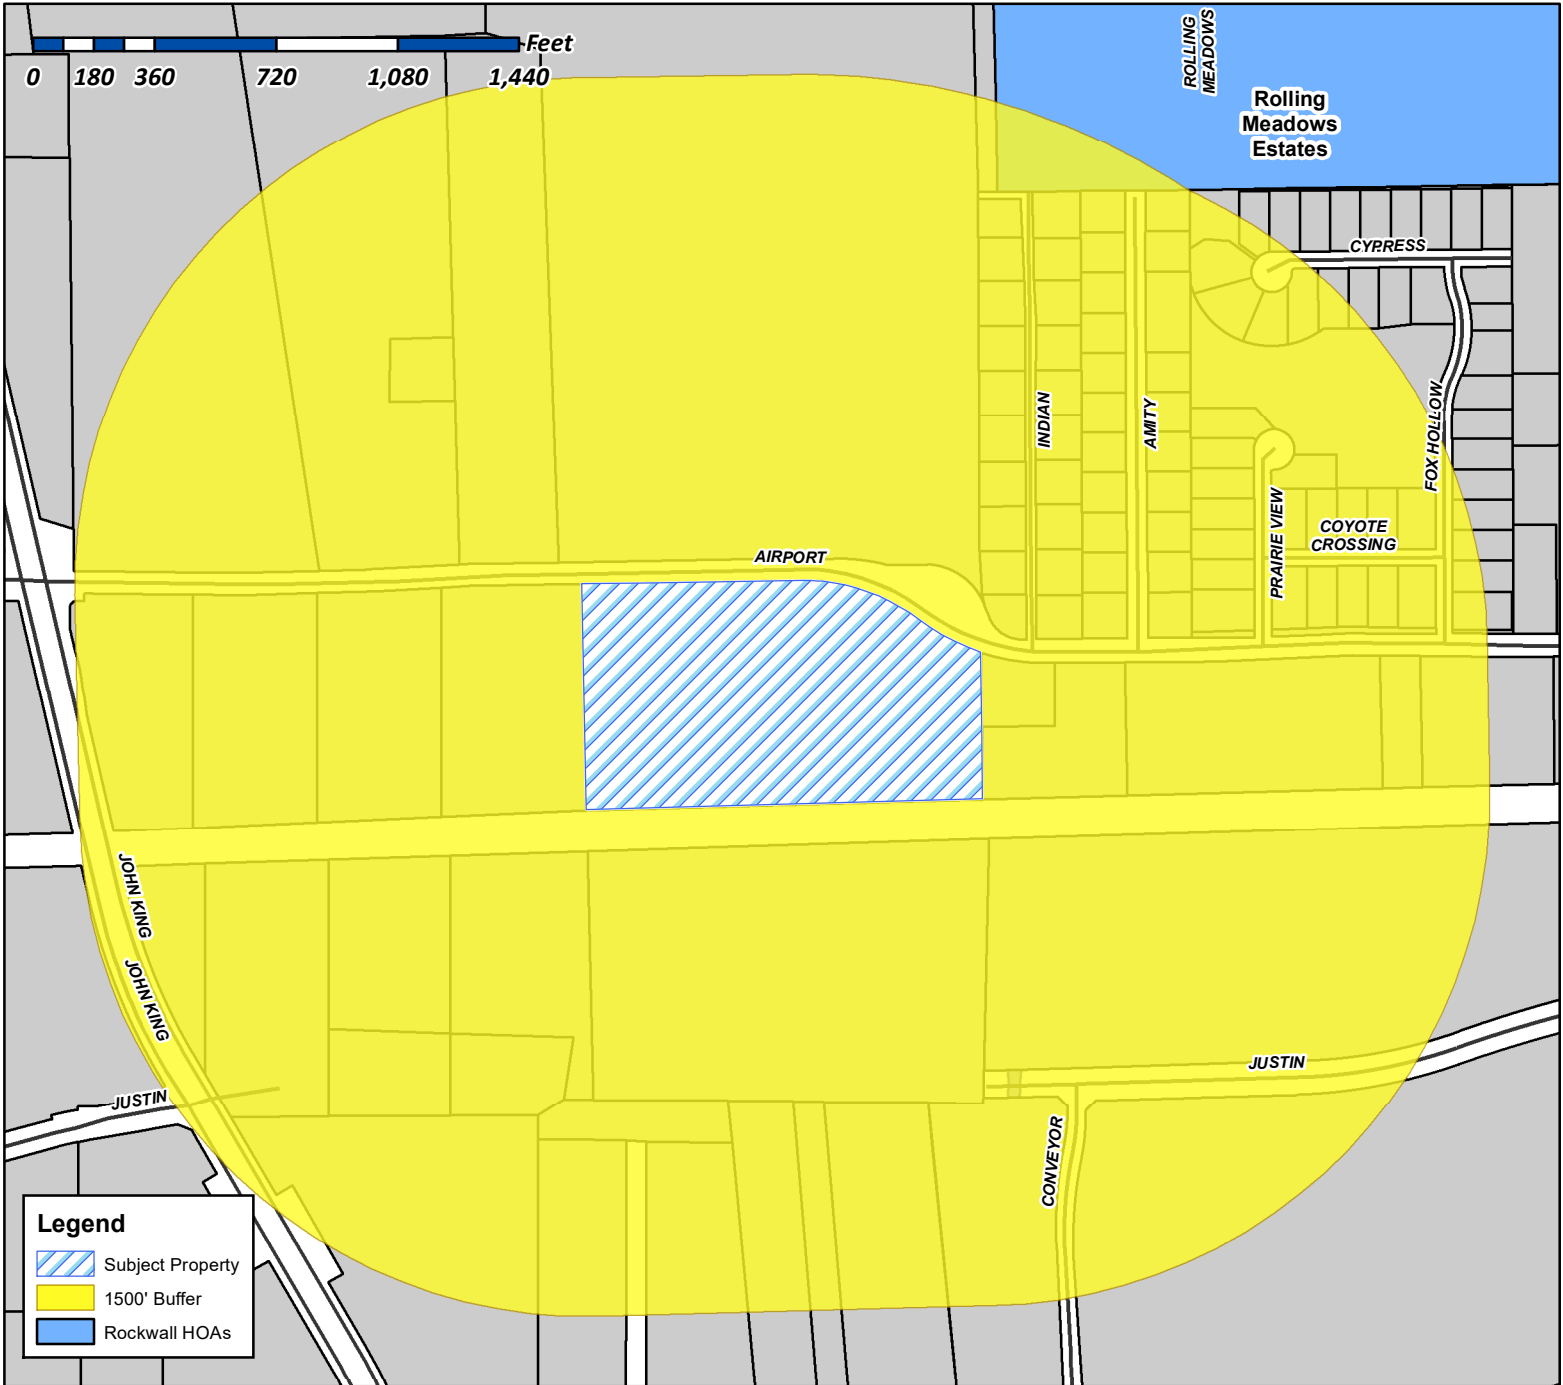 Feet
0 180 360 720 1,080 1,440
ROLLING
MEADOWS
Rolling
Meadows
Estates
CYPRESS
INDIAN
AMITY
FOX HOLLOW
PRAIRIE VIEW
COYOTE
CROSSING
AIRPORT
JOHN KING
JOHN KING
JUSTIN
JUSTIN
CONVEYOR
Legend
Subject Property
1500' Buffer
Rockwall HOAs